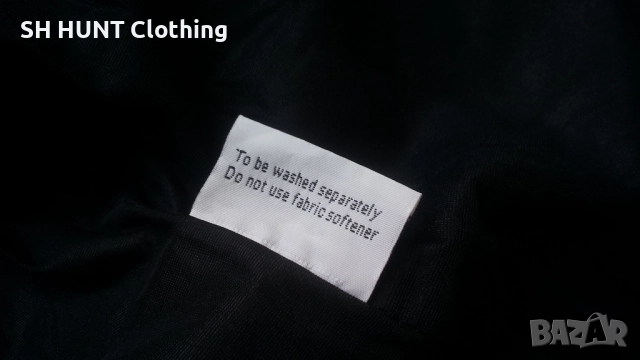 SH HUNT Clothing
To be washed separately
Do not use fabric softener
BAZAR